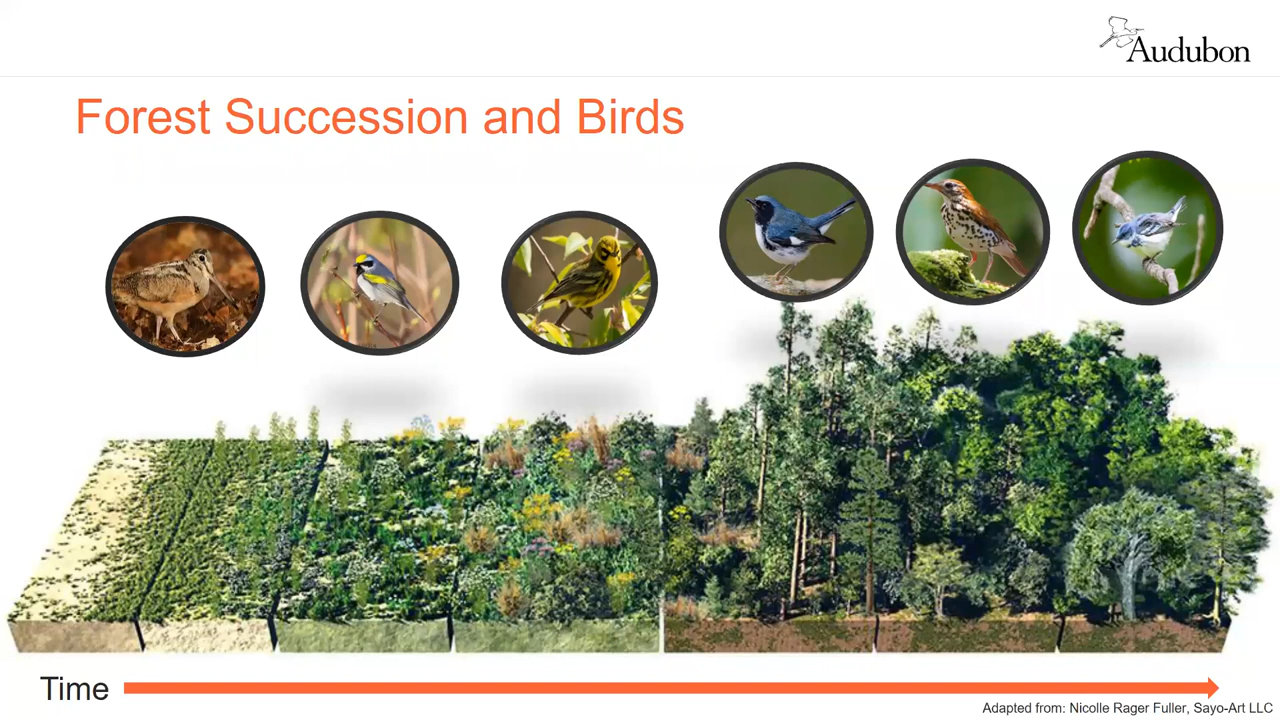 Audubon
Forest Succession and Birds
Time
Adapted from: Nicolle Rager Fuller, Sayo-Art LLC